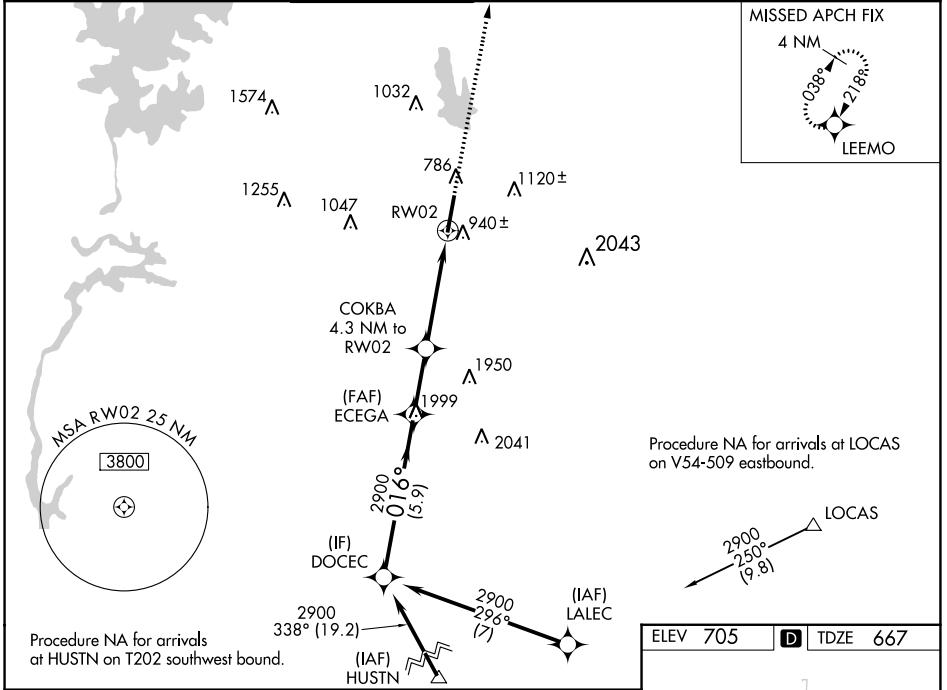 MISSED APCH FIX
4 NM
038°
218°
LEEMO
1574
1032
786
1120±
1255
1047
RW02
940±
2043
COKBA
4.3 NM to
RW02
1950
(FAF)
ECEGA
1999
2041
MSA RW02 25 NM
3800
Procedure NA for arrivals at LOCAS
on V54-509 eastbound.
2900
016°
(5.9)
LOCAS
2900
250°
(9.8)
(IF)
DOCEC
2900
296°
(7)
(IAF)
LALEC
2900
338° (19.2)
(IAF)
HUSTN
Procedure NA for arrivals
at HUSTN on T202 southwest bound.
ELEV 705 D TDZE 667